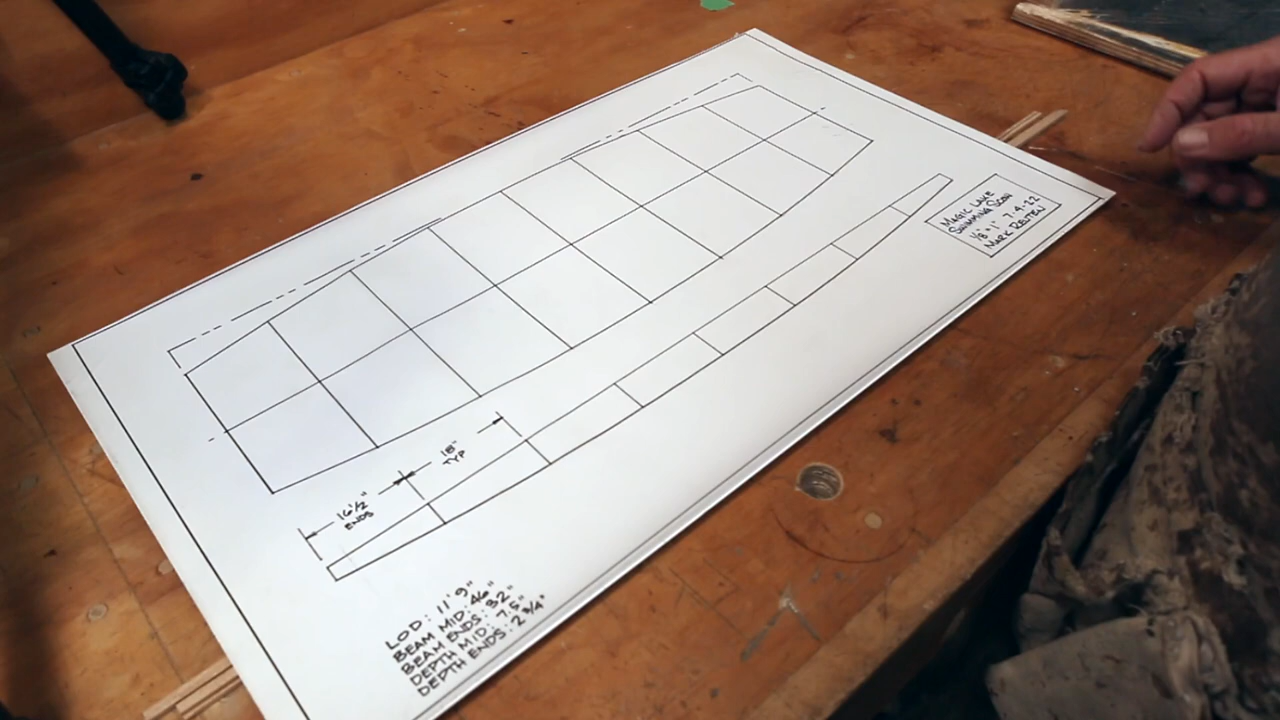 MAGIC LAKE
SWIMMING SCOW
1/8" = 1" 7-4-22
MARK REUTEN
18"
TYP
16 1/2"
ENDS
LOD: 11' 9"
BEAM MID: 46"
BEAM ENDS: 32"
DEPTH MID: 7.5"
DEPTH ENDS: 2 3/4"